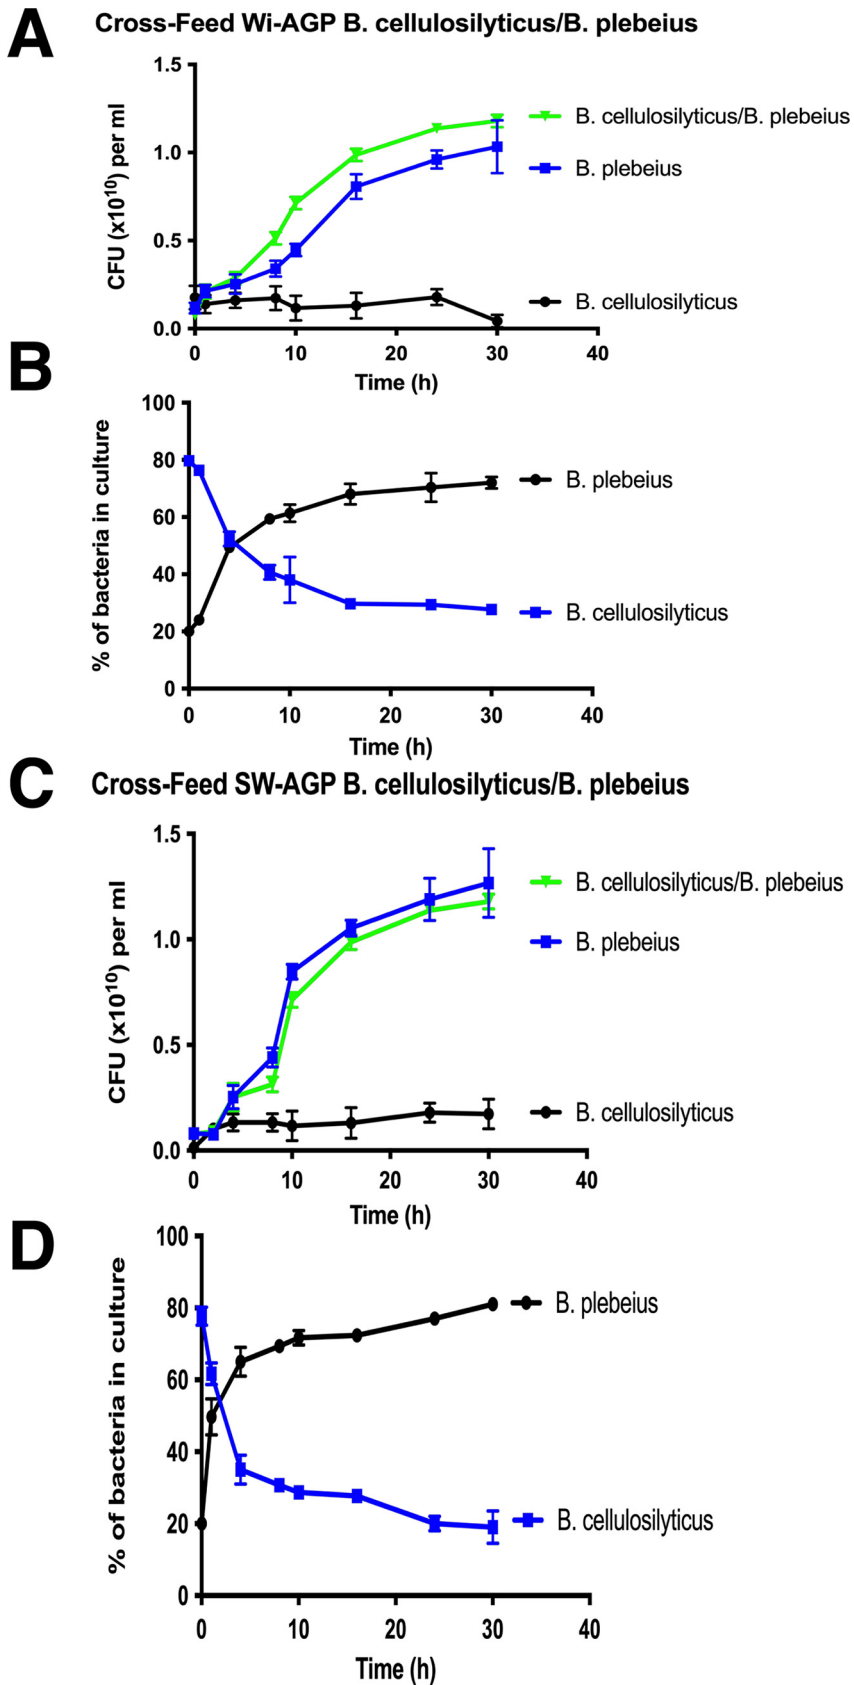 A
Cross-Feed Wi-AGP B. cellulosilyticus/B. plebeius
CFU (x10¹⁰) per ml
1.5
1.0
0.5
0.0
0 10 20 30 40
Time (h)
B. cellulosilyticus/B. plebeius
B. plebeius
B. cellulosilyticus
B
% of bacteria in culture
100
80
60
40
20
0
0 10 20 30 40
Time (h)
B. plebeius
B. cellulosilyticus
C
Cross-Feed SW-AGP B. cellulosilyticus/B. plebeius
CFU (x10¹⁰) per ml
1.5
1.0
0.5
0.0
0 10 20 30 40
Time (h)
B. cellulosilyticus/B. plebeius
B. plebeius
B. cellulosilyticus
D
% of bacteria in culture
100
80
60
40
20
0
0 10 20 30 40
Time (h)
B. plebeius
B. cellulosilyticus